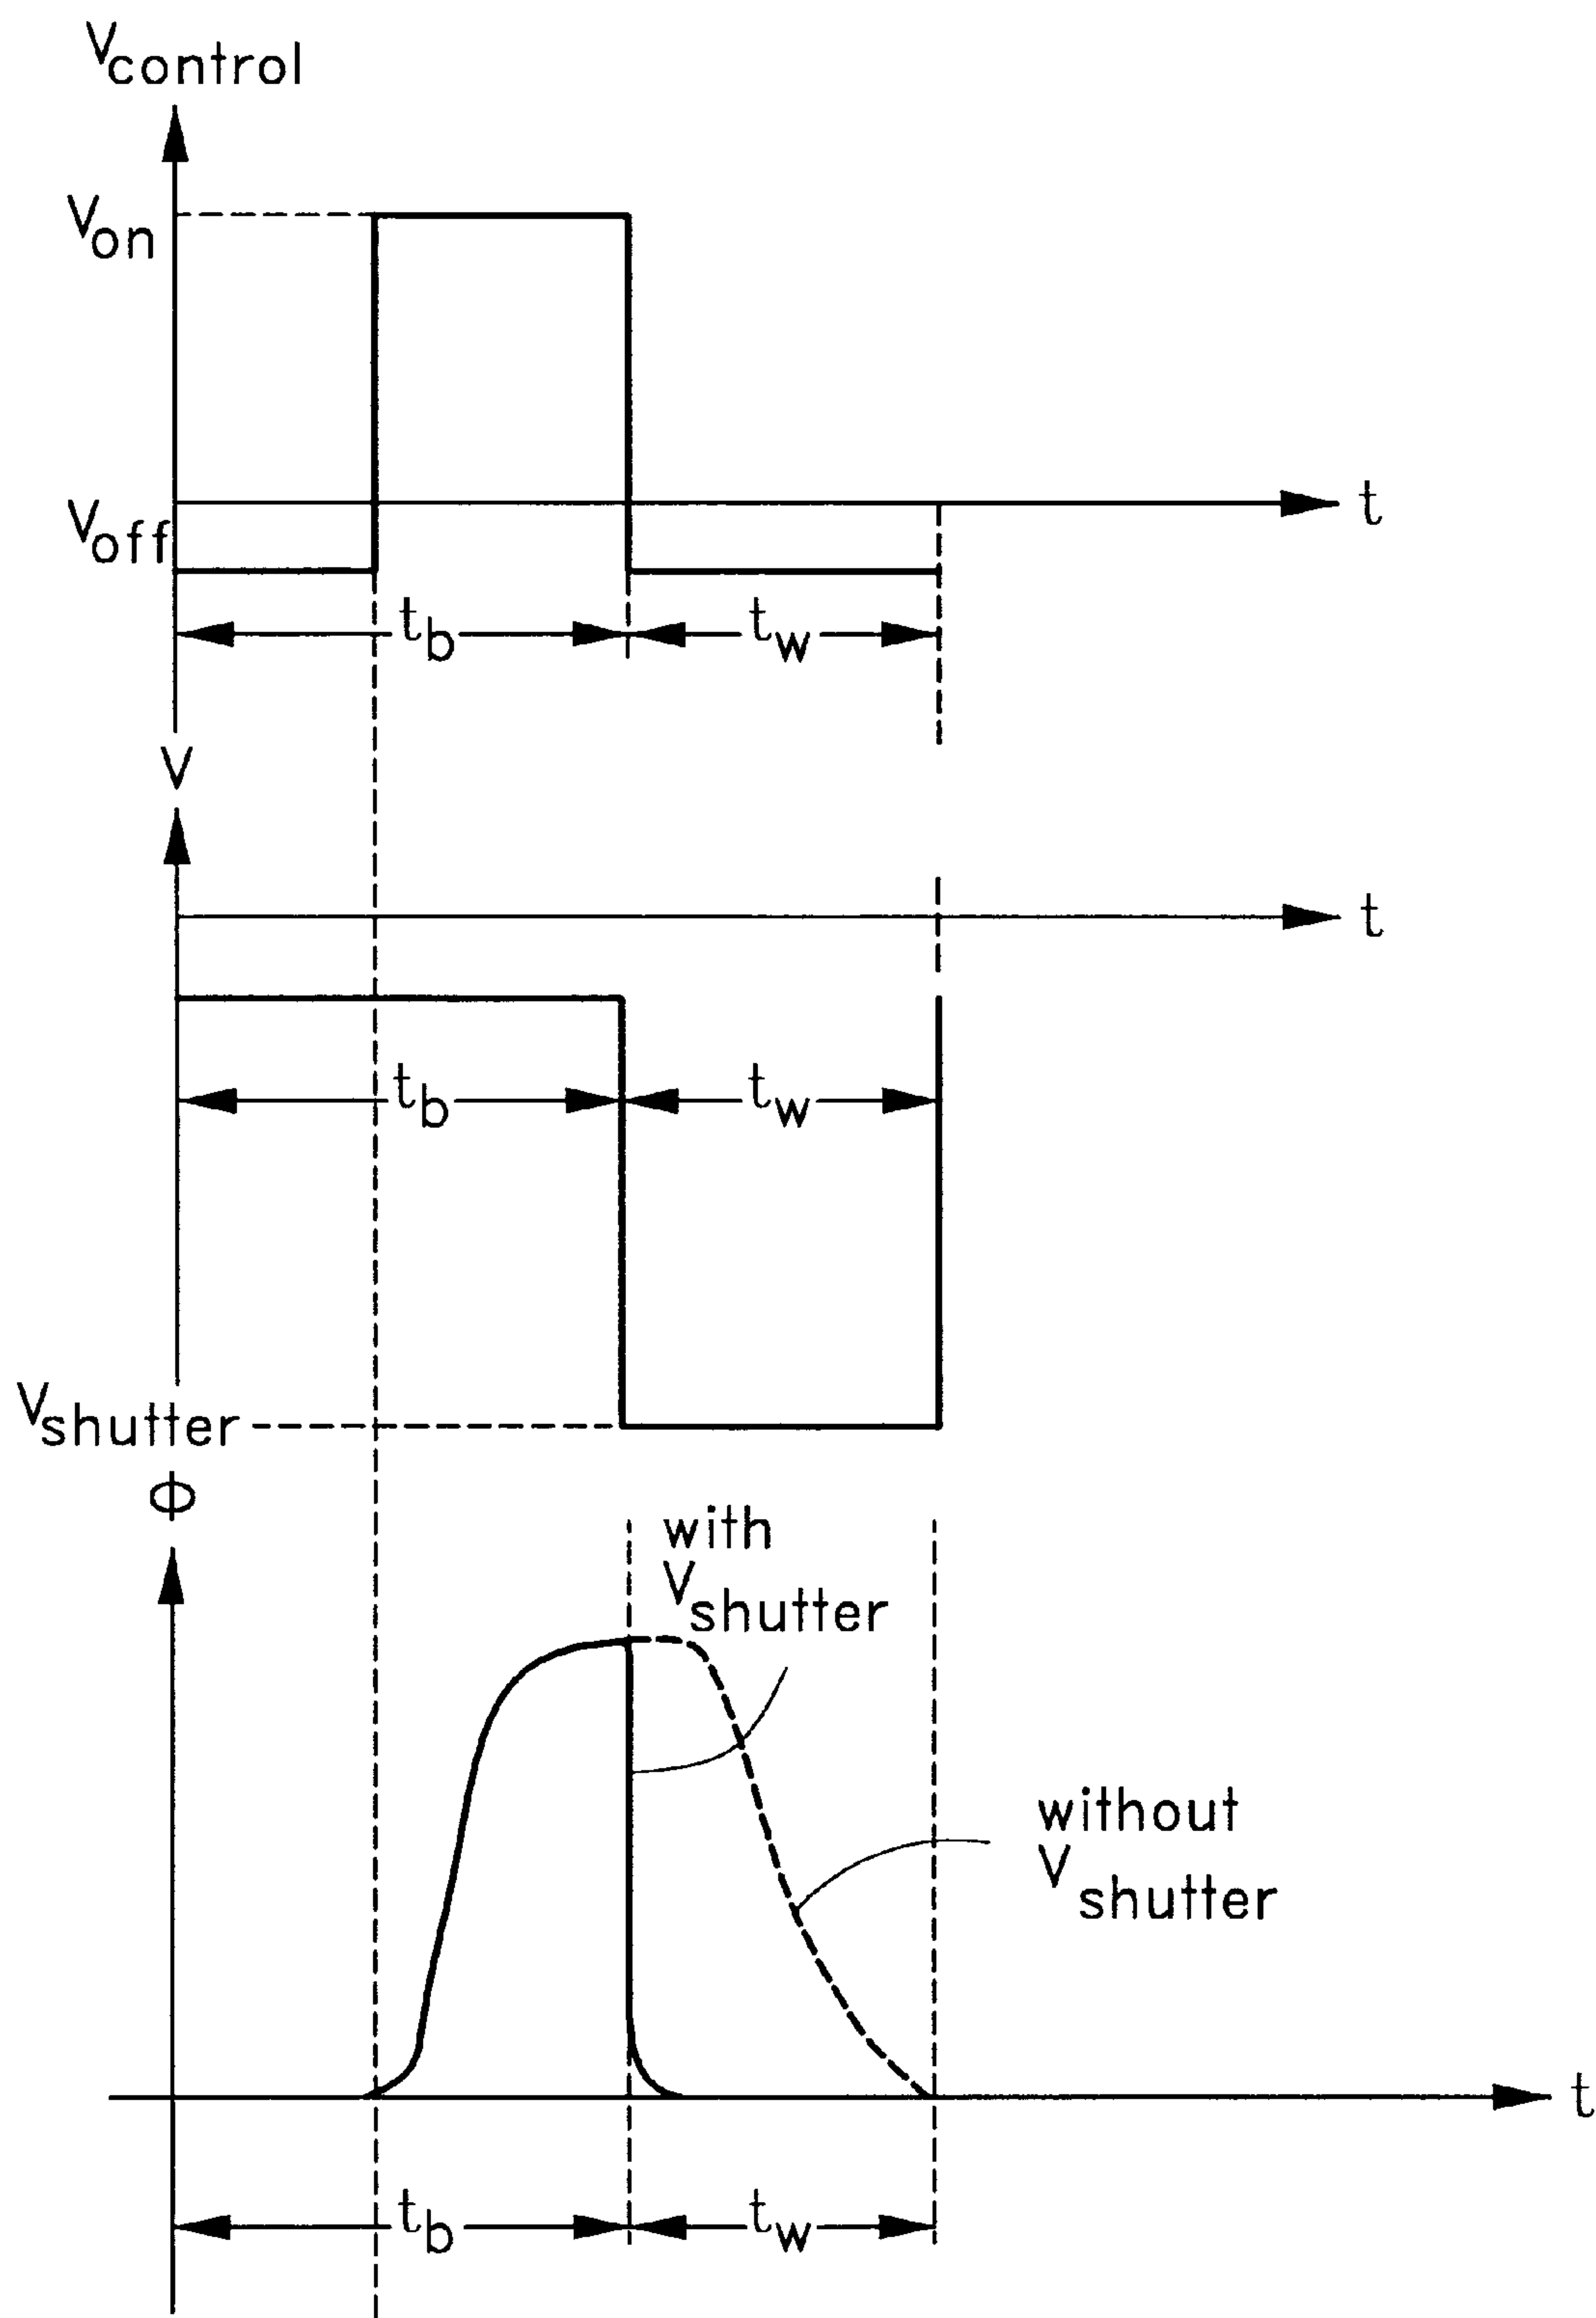 Vcontrol
Von
t
Voff
tb
tw
V
t
tb
tw
Vshutter
Φ
with
Vshutter
without
Vshutter
t
tb
tw